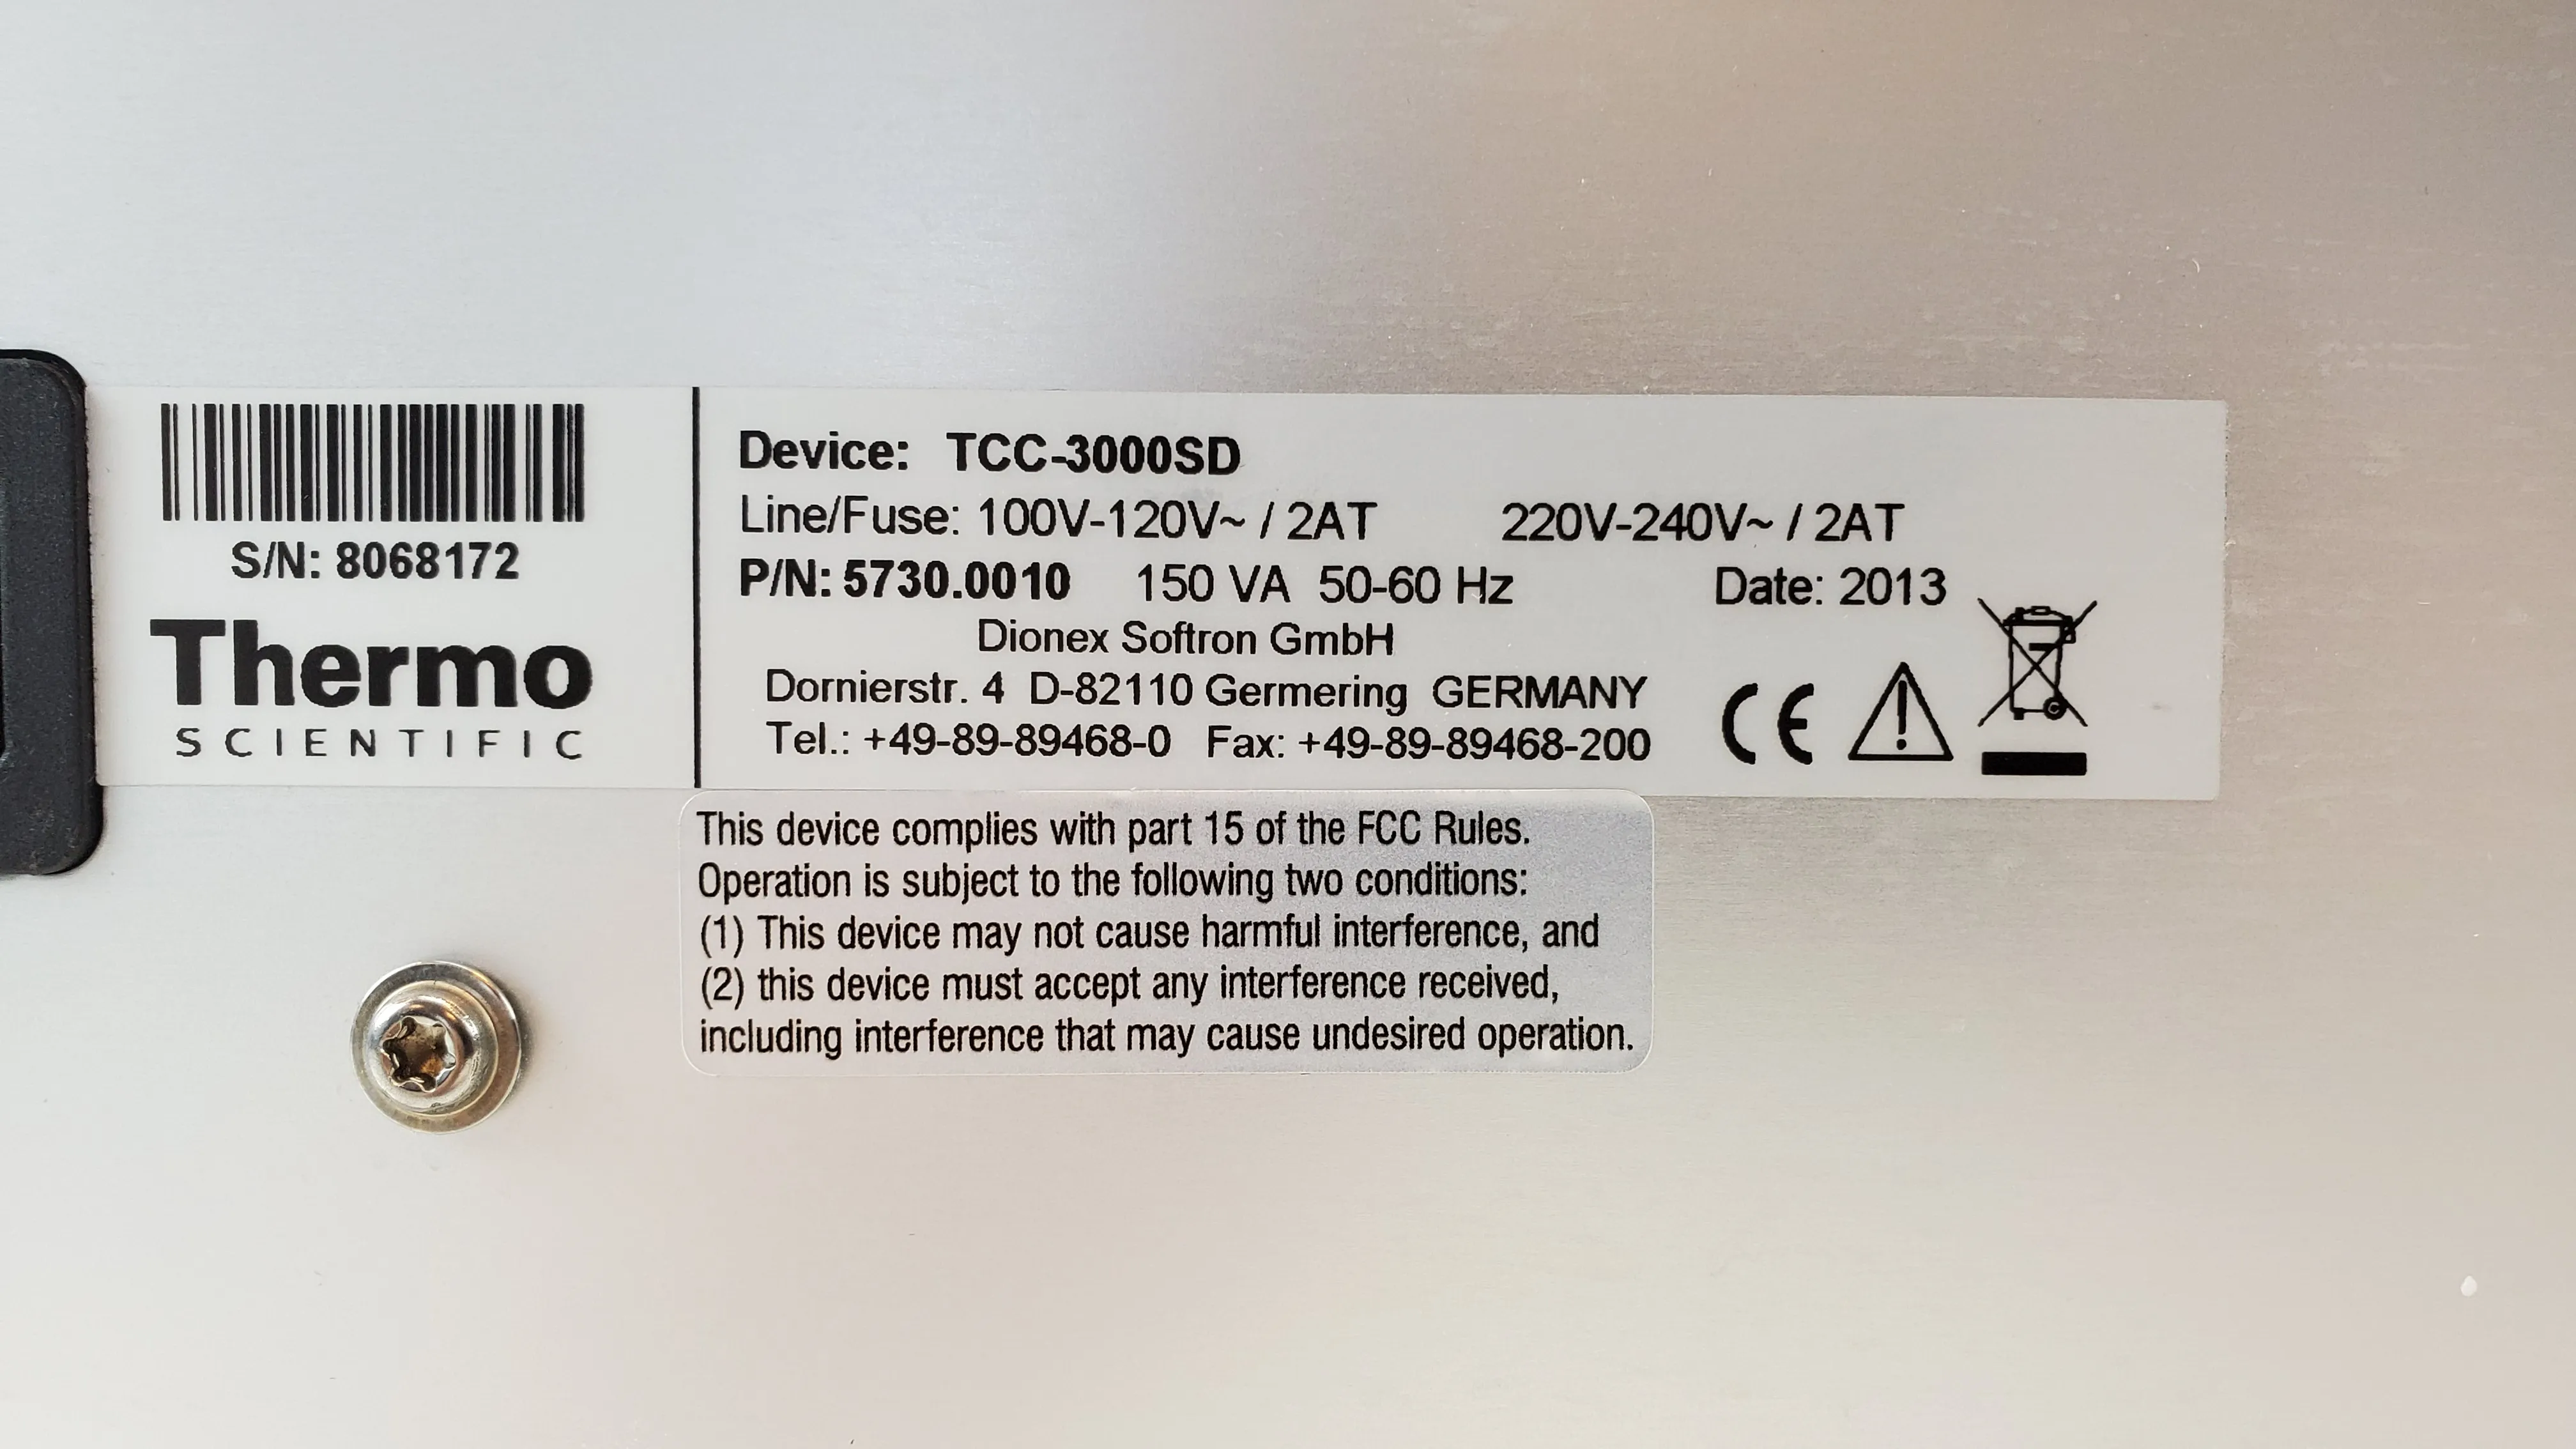 S/N: 8068172
Thermo
SCIENTIFIC
Device: TCC-3000SD
Line/Fuse: 100V-120V~ / 2AT 220V-240V~ / 2AT
P/N: 5730.0010 150 VA 50-60 Hz Date: 2013
Dionex Softron GmbH
Dornierstr. 4 D-82110 Germering GERMANY
Tel.: +49-89-89468-0 Fax: +49-89-89468-200
CE
This device complies with part 15 of the FCC Rules.
Operation is subject to the following two conditions:
(1) This device may not cause harmful interference, and
(2) this device must accept any interference received,
including interference that may cause undesired operation.